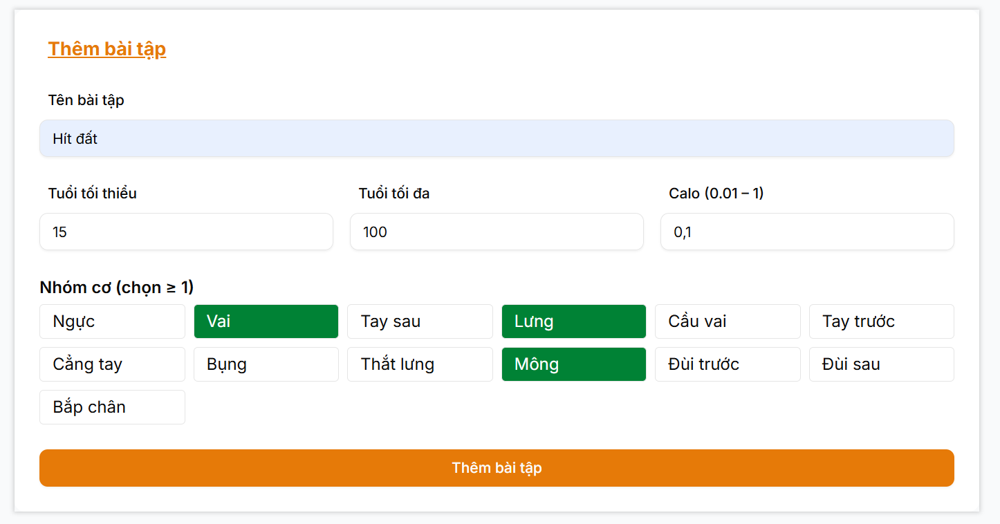 Thêm bài tập
Tên bài tập
Hít đất
Tuổi tối thiểu Tuổi tối đa Calo (0.01 – 1)
15 100 0,1
Nhóm cơ (chọn ≥ 1)
Ngực Vai Tay sau Lưng Cầu vai Tay trước
Cẳng tay Bụng Thắt lưng Mông Đùi trước Đùi sau
Bắp chân
Thêm bài tập